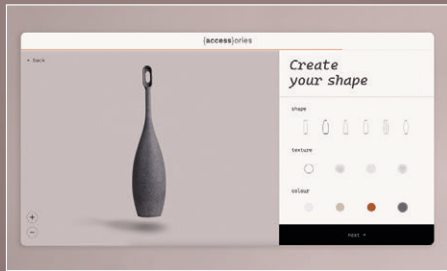 {access}ories
< back
Create
your shape
shape
texture
colour
+
−
next >